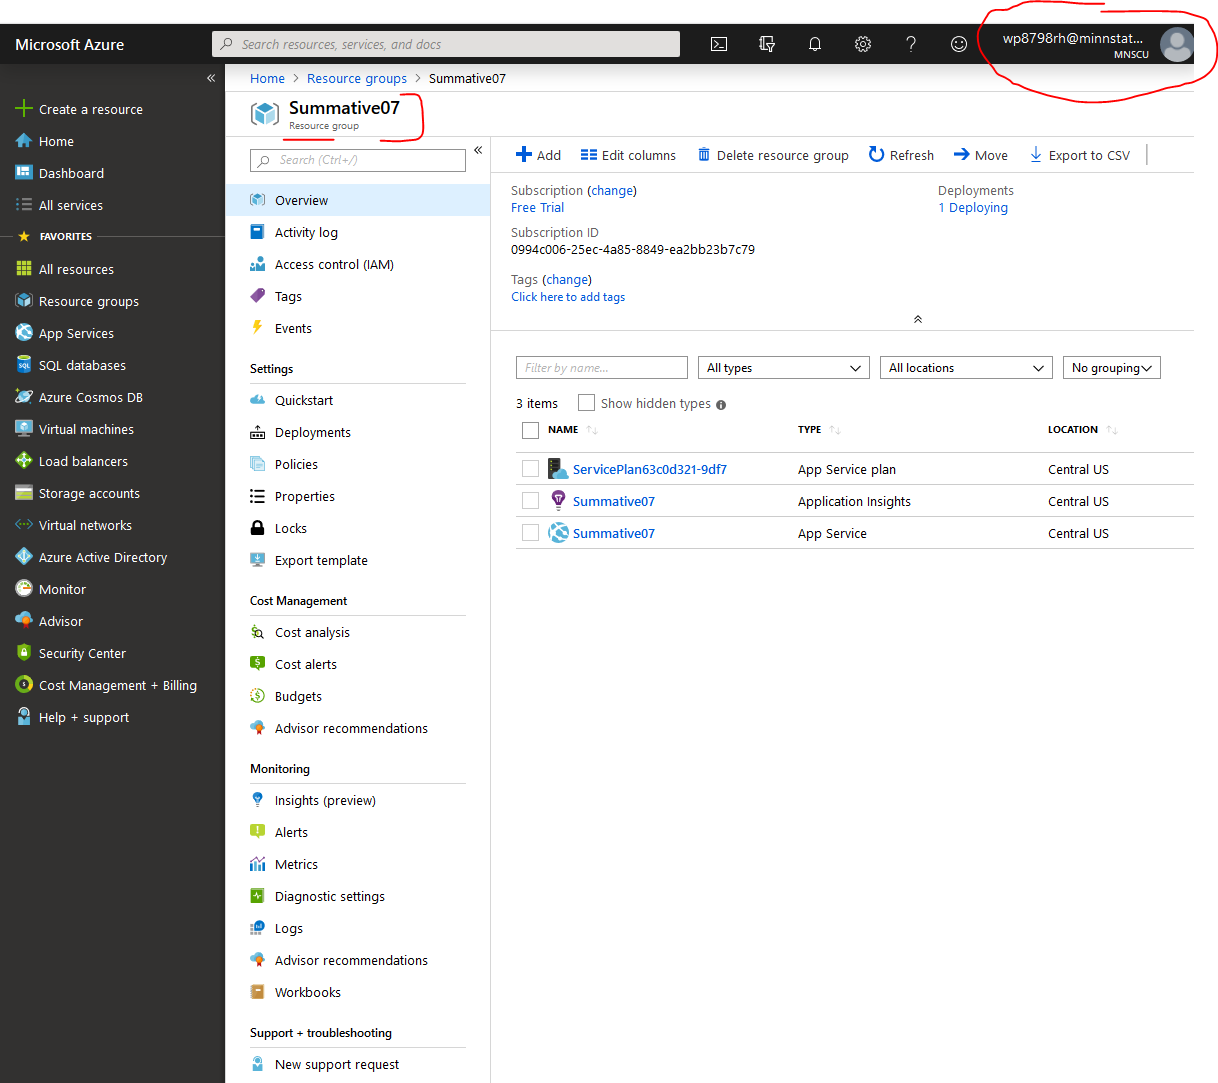 Microsoft Azure
Search resources, services, and docs
wp8798rh@minnstat...
MNSCU
Create a resource
Home
Dashboard
All services
FAVORITES
All resources
Resource groups
App Services
SQL databases
Azure Cosmos DB
Virtual machines
Load balancers
Storage accounts
Virtual networks
Azure Active Directory
Monitor
Advisor
Security Center
Cost Management + Billing
Help + support
Home > Resource groups > Summative07
Summative07
Resource group
Search (Ctrl+/)
Overview
Activity log
Access control (IAM)
Tags
Events
Settings
Quickstart
Deployments
Policies
Properties
Locks
Export template
Cost Management
Cost analysis
Cost alerts
Budgets
Advisor recommendations
Monitoring
Insights (preview)
Alerts
Metrics
Diagnostic settings
Logs
Advisor recommendations
Workbooks
Support + troubleshooting
New support request
Add Edit columns Delete resource group Refresh Move Export to CSV
Subscription (change)
Free Trial
Deployments
1 Deploying
Subscription ID
0994c006-25ec-4a85-8849-ea2bb23b7c79
Tags (change)
Click here to add tags
Filter by name... All types All locations No grouping
3 items Show hidden types
NAME TYPE LOCATION
ServicePlan63c0d321-9df7 App Service plan Central US
Summative07 Application Insights Central US
Summative07 App Service Central US